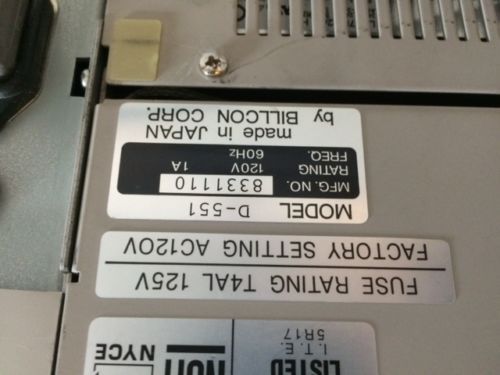 LISTED
I.T.E.
5R17
NYCE
FUSE RATING T4AL 125V
FACTORY SETTING AC120V
MODEL D-551
MFG. NO. 8331110
RATING 120V 1A
FREQ. 60Hz
made in JAPAN
by BILLCON CORP.